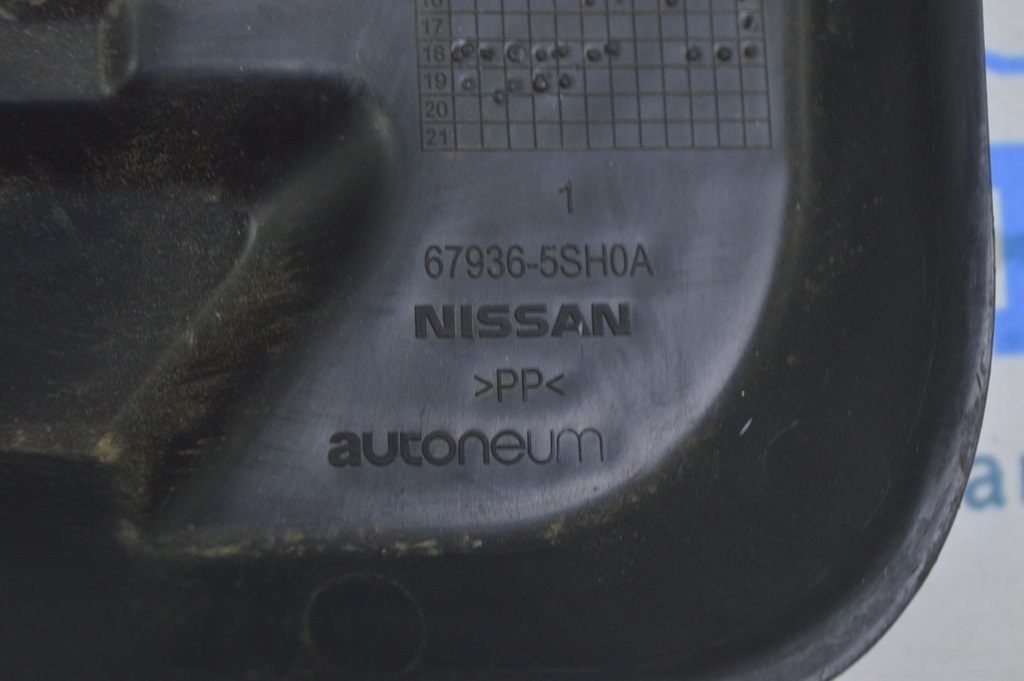 17
18
19
20
21
1
67936-5SH0A
NISSAN
>PP<
autoneum